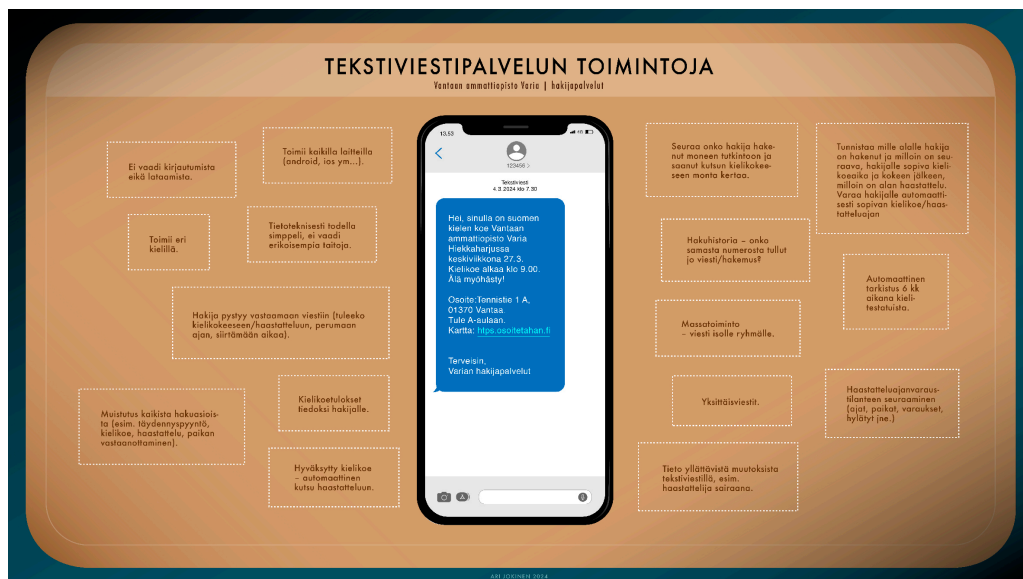 TEKSTIVIESTIPALVELUN TOIMINTOJA
Vantaan ammattiopisto Varia | hakijapalvelut
Ei vaadi kirjautumista
eikä lataamista.
Toimii kaikilla laitteilla
(android, ios ym...).
Toimii eri
kielillä.
Tietoteknisesti todella
simppeli, ei vaadi
erikoisempia taitoja.
Hakija pystyy vastaamaan viestiin (tuleeko
kielikokeeseen/haastatteluun, perumaan
ajan, siirtämään aikaa).
Kielikoetulokset
tiedoksi hakijalle.
Muistutus kaikista hakuasiois-
ta (esim. täydennyspyyntö,
kielikoe, haastattelu, paikan
vastaanottaminen).
Hyväksytty kielikoe
– automaattinen
kutsu haastatteluun.
13.53
4G
123456 >
Tekstiviesti
4.3.2024 klo 7.30
Hei, sinulla on suomen
kielen koe Vantaan
ammattiopisto Varia
Hiekkaharjussa
keskiviikkona 27.3.
Kielikoe alkaa klo 9.00.
Älä myöhästy!
Osoite:Tennistie 1 A,
01370 Vantaa.
Tule A-aulaan.
Kartta: htps.osoitetahan.fi
Terveisin,
Varian hakijapalvelut
Seuraa onko hakija hake-
nut moneen tutkintoon ja
saanut kutsun kielikokee-
seen monta kertaa.
Tunnistaa mille alalle hakija
on hakenut ja milloin on seu-
raava, hakijalle sopiva kieli-
koeaika ja kokeen jälkeen,
milloin on alan haastattelu.
Varaa hakijalle automaatti-
sesti sopivan kielikoe/haas-
tatteluajan
Hakuhistoria – onko
samasta numerosta tullut
jo viesti/hakemus?
Automaattinen
tarkistus 6 kk
aikana kieli-
testatuista.
Massatoiminto
– viesti isolle ryhmälle.
Yksittäisviestit.
Haastatteluajanvaraus-
tilanteen seuraaminen
(ajat, paikat, varaukset,
hylätyt jne.)
Tieto yllättävistä muutoksista
tekstiviestillä, esim.
haastattelija sairaana.
ARI JOKINEN 2024